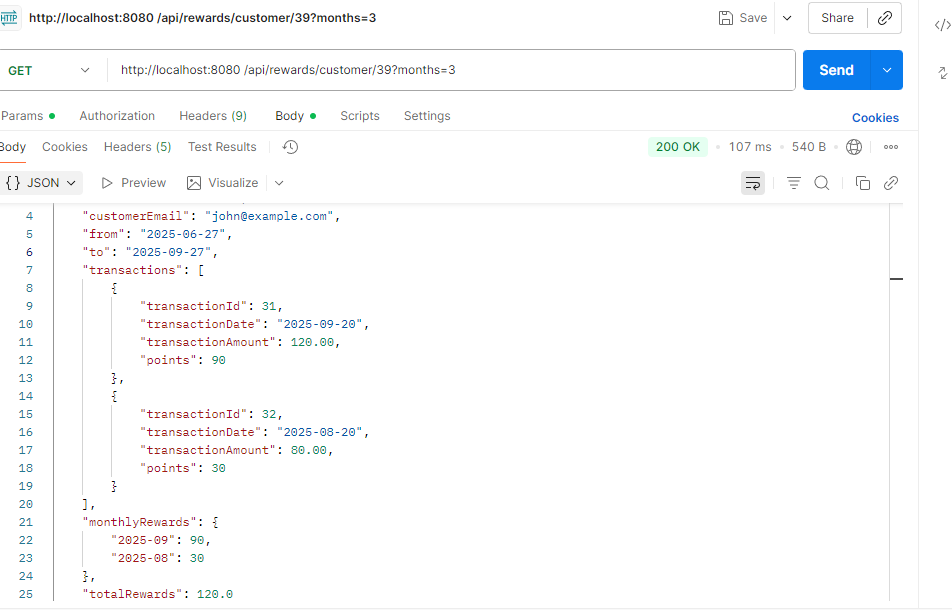 HTTP http://localhost:8080 /api/rewards/customer/39?months=3 Save Share
GET http://localhost:8080 /api/rewards/customer/39?months=3 Send
Params Authorization Headers (9) Body Scripts Settings Cookies
Body Cookies Headers (5) Test Results 200 OK • 107 ms • 540 B •
{} JSON Preview Visualize
4 "customerEmail": "john@example.com",
5 "from": "2025-06-27",
6 "to": "2025-09-27",
7 "transactions": [
8 {
9 "transactionId": 31,
10 "transactionDate": "2025-09-20",
11 "transactionAmount": 120.00,
12 "points": 90
13 },
14 {
15 "transactionId": 32,
16 "transactionDate": "2025-08-20",
17 "transactionAmount": 80.00,
18 "points": 30
19 }
20 ],
21 "monthlyRewards": {
22 "2025-09": 90,
23 "2025-08": 30
24 },
25 "totalRewards": 120.0